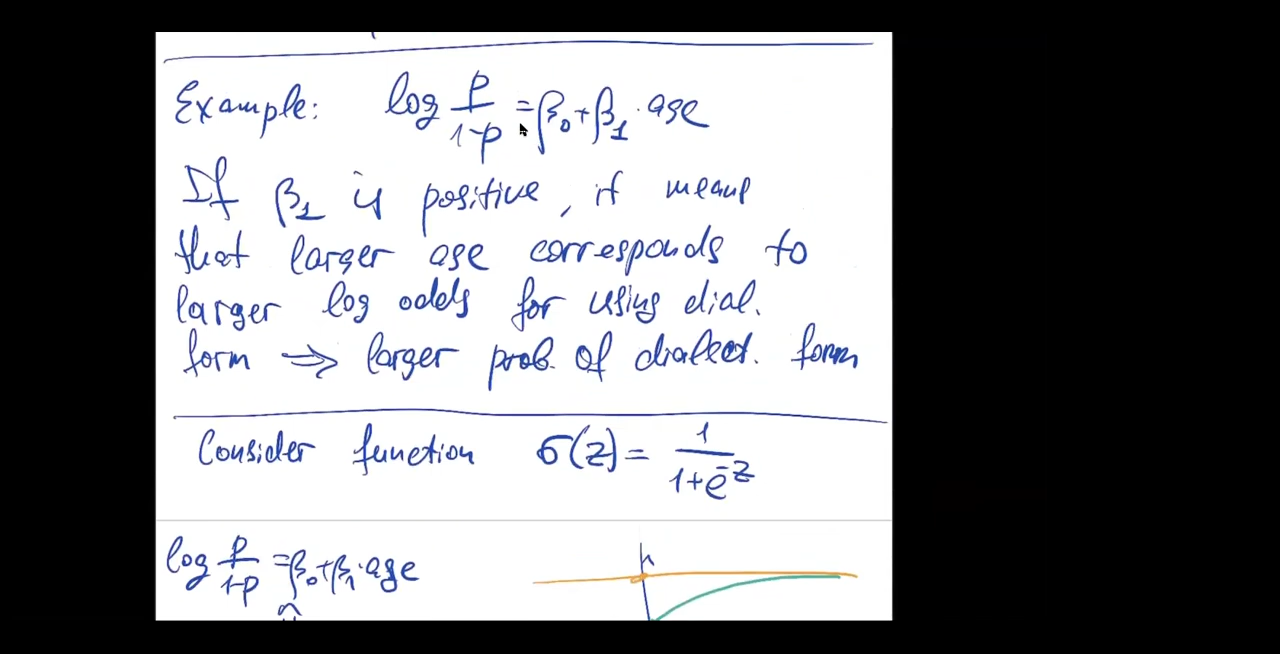 Example: log p/(1-p) = β₀ + β₁ · age
If β₁ is positive, it means
that larger age corresponds to
larger log odds for using dial.
form ⇒ larger prob. of dialect. form
Consider function σ(z) = 1/(1+e^-z)
log p/(1-p) = β₀ + β₁ · age